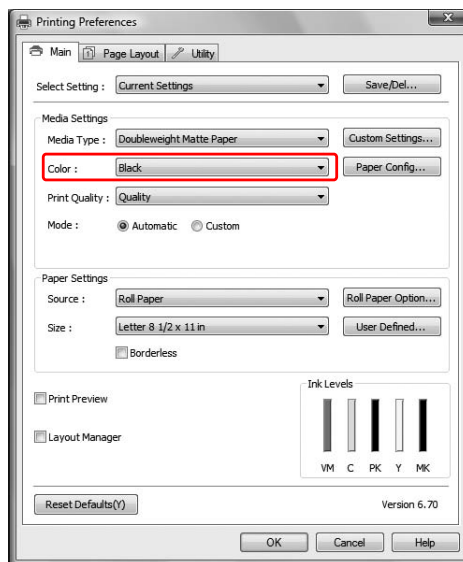 Printing Preferences
Main Page Layout Utility
Select Setting : Current Settings Save/Del...
Media Settings
Media Type : Doubleweight Matte Paper Custom Settings...
Color : Black Paper Config...
Print Quality : Quality
Mode : Automatic Custom
Paper Settings
Source : Roll Paper Roll Paper Option...
Size : Letter 8 1/2 x 11 in User Defined...
Borderless
Print Preview
Layout Manager
Ink Levels
VM C PK Y MK
Reset Defaults(Y) Version 6.70
OK Cancel Help